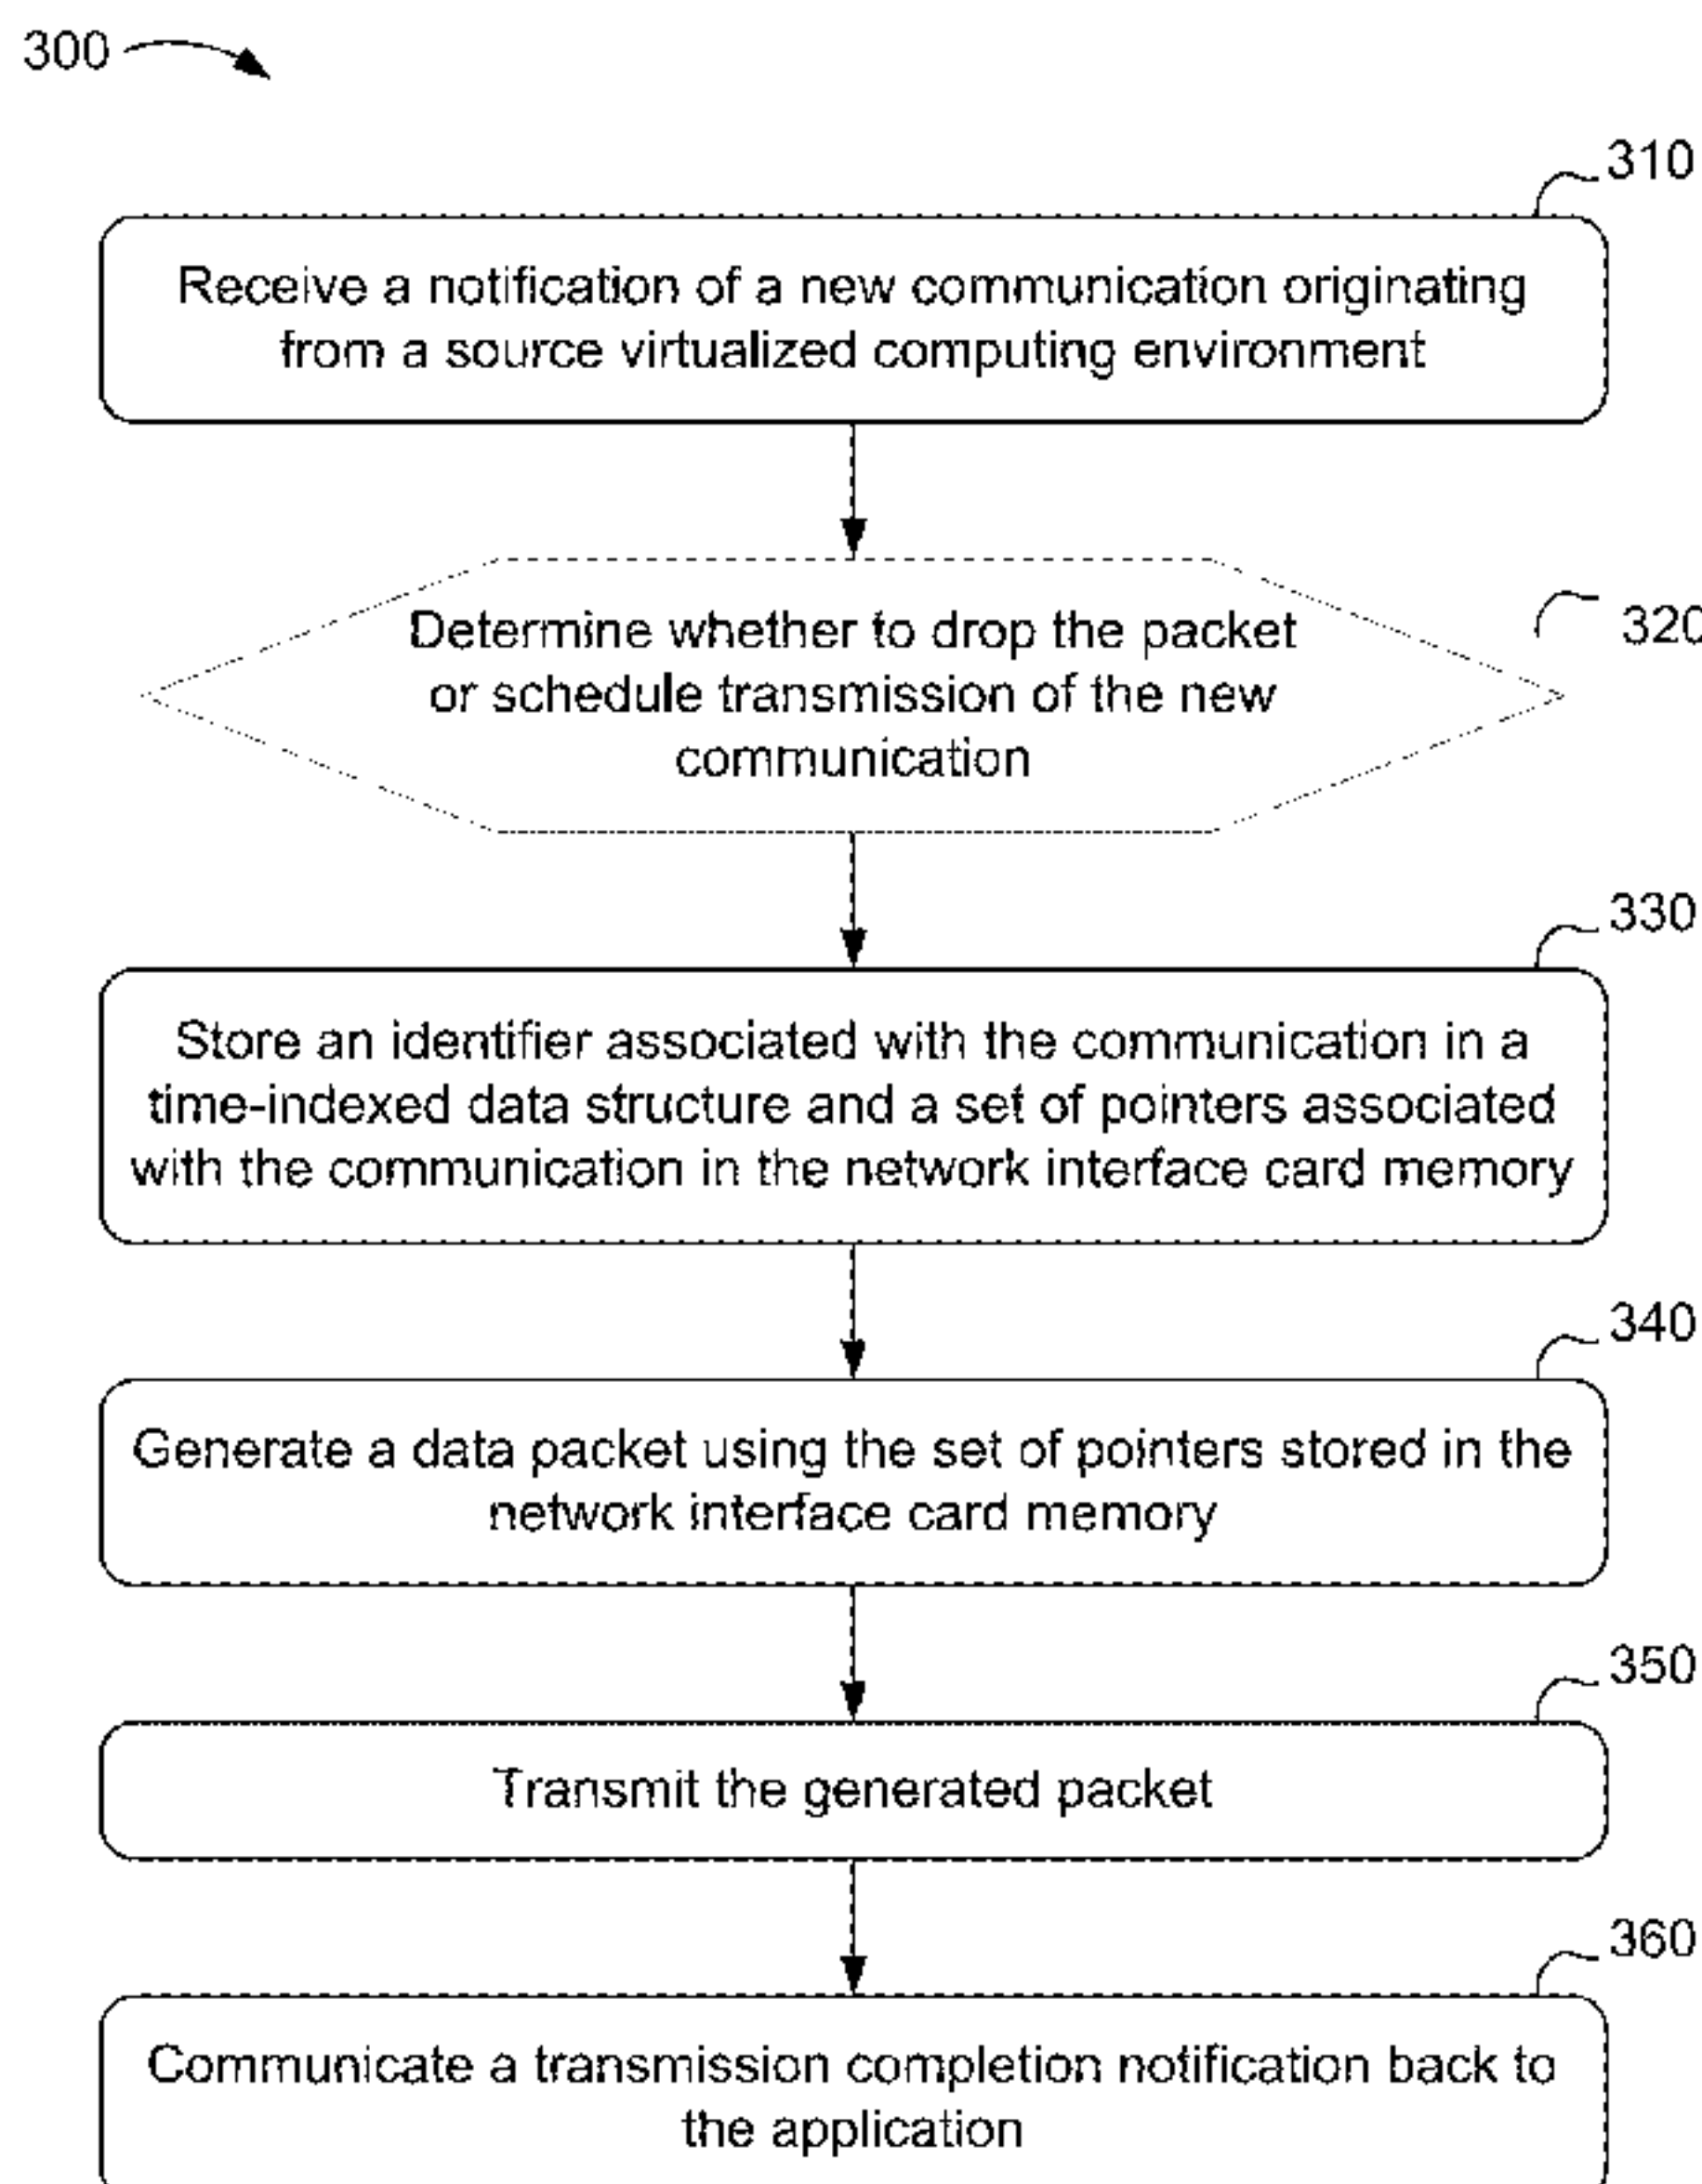 300
310
Receive a notification of a new communication originating
from a source virtualized computing environment
320
Determine whether to drop the packet
or schedule transmission of the new
communication
330
Store an identifier associated with the communication in a
time-indexed data structure and a set of pointers associated
with the communication in the network interface card memory
340
Generate a data packet using the set of pointers stored in the
network interface card memory
350
Transmit the generated packet
360
Communicate a transmission completion notification back to
the application